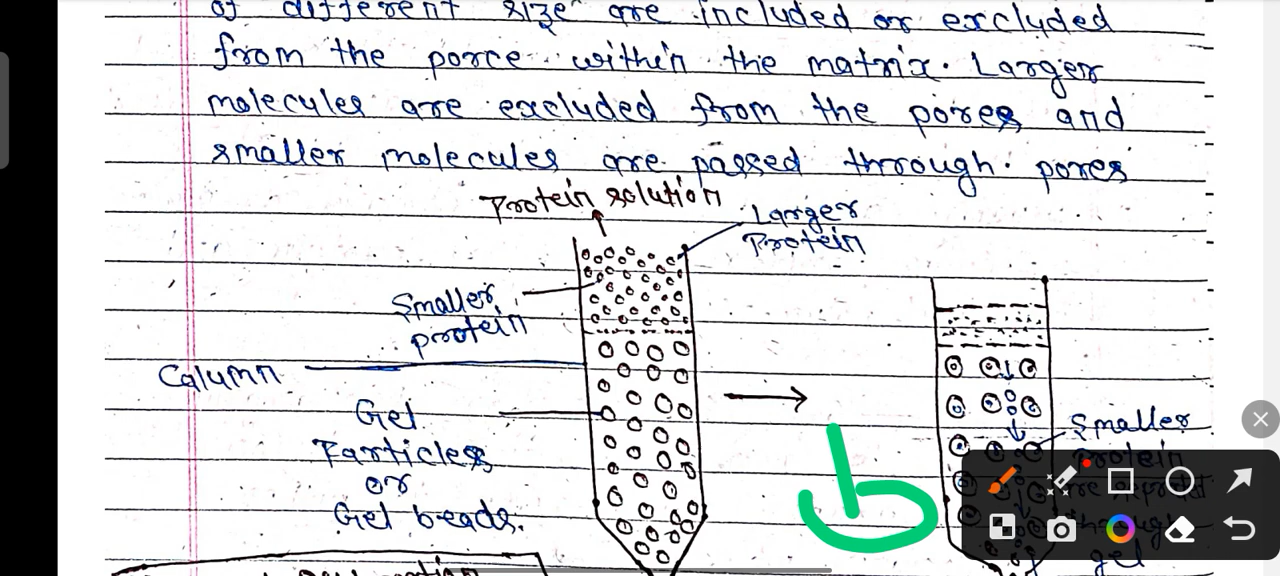 of different size are included or excluded
from the porce within the matrix. Larger
molecules are excluded from the pores and
smaller molecules are passed through. pores
Protein solution
Larger
Protein
Smaller
protein
Calumn
Gel
Particles
or
Gel beads.
Smaller
protein
gel